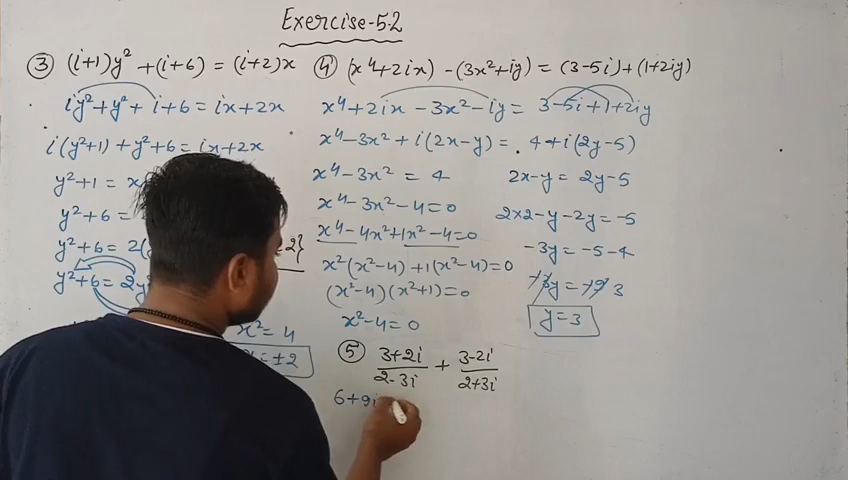 Exercise-5.2
③ (i+1)y² + (i+6) = (i+2)x
iy² + y² + i + 6 = ix + 2x
i(y²+1) + y² + 6 = ix + 2x
y² + 1 = x
y² + 6 =
y² + 6 = 2(y 2}
y² + 6 = 2y
x² = 4
= ±2
④ (x⁴+2ix) - (3x²+iy) = (3-5i) + (1+2iy)
x⁴ + 2ix - 3x² - iy = 3 - 5i + 1 + 2iy
x⁴ - 3x² + i(2x - y) = 4 + i(2y - 5)
x⁴ - 3x² = 4
x⁴ - 3x² - 4 = 0
x⁴ - 4x² + 1x² - 4 = 0
x²(x²-4) + 1(x²-4) = 0
(x²-4)(x²+1) = 0
x² - 4 = 0
2x - y = 2y - 5
2×2 - y - 2y = -5
-3y = -5 - 4
-3y = -9 3
y = 3
⑤ 3+2i/2-3i + 3-2i/2+3i
6+9i